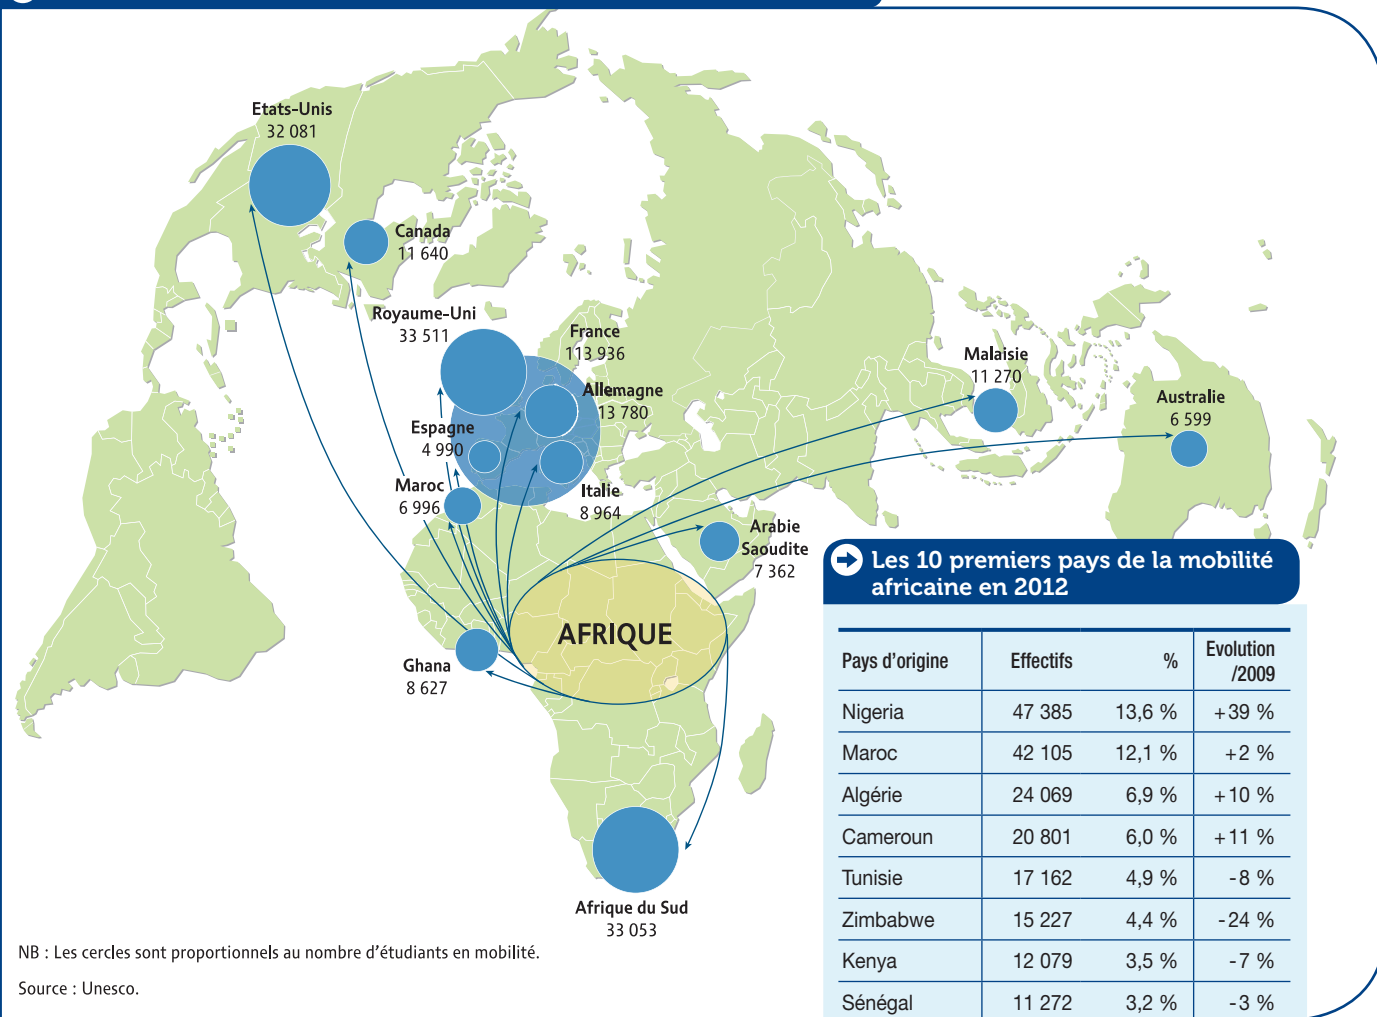 Etats-Unis
32 081
Canada
11 640
Royaume-Uni
33 511
France
113 936
Allemagne
13 780
Espagne
4 990
Maroc
6 996
Italie
8 964
Malaisie
11 270
Australie
6 599
Arabie
Saoudite
7 362
AFRIQUE
Ghana
8 627
Afrique du Sud
33 053
NB : Les cercles sont proportionnels au nombre d'étudiants en mobilité.
Source : Unesco.
Les 10 premiers pays de la mobilité
africaine en 2012
Pays d'origine Effectifs % Evolution
/2009
Nigeria 47 385 13,6 % +39 %
Maroc 42 105 12,1 % +2 %
Algérie 24 069 6,9 % +10 %
Cameroun 20 801 6,0 % +11 %
Tunisie 17 162 4,9 % -8 %
Zimbabwe 15 227 4,4 % -24 %
Kenya 12 079 3,5 % -7 %
Sénégal 11 272 3,2 % -3 %